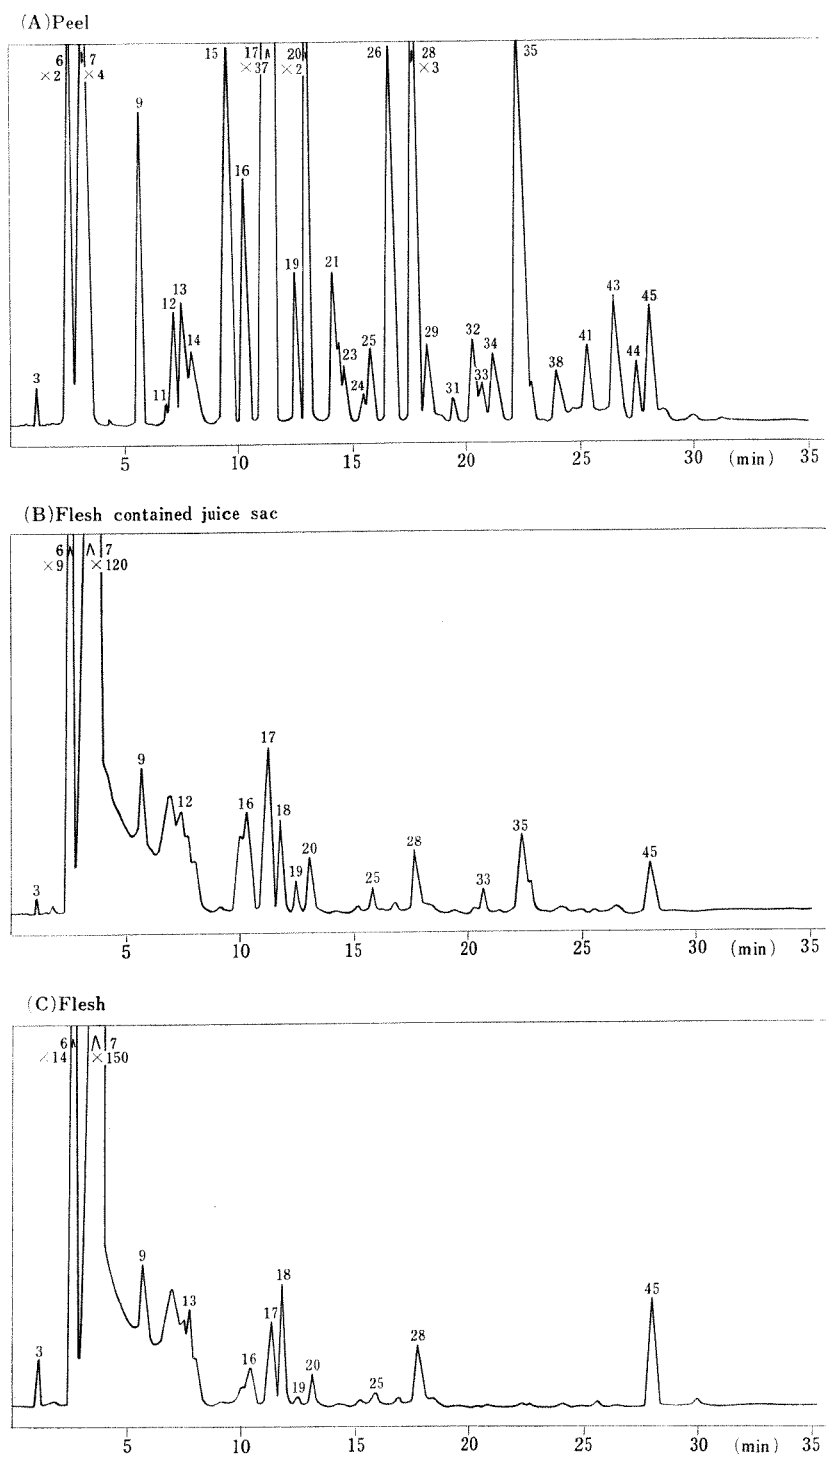 (A)Peel
6 7 15 17 20 26 28 35
×2 ×4 ×37 ×2 ×3
9
16
19 21
12 13 14
43 45
32 34 29 25 23
41 44 38
3 11 24 31 33
5 10 15 20 25 30 (min) 35
(B)Flesh contained juice sac
6 7
×9 ×120
17
9
12 16 18
35
20 28
45
19 25 33
3
5 10 15 20 25 30 (min) 35
(C)Flesh
6 7
×14 ×150
9
18
45
13
17
28
3 16 20
19 25
5 10 15 20 25 30 (min) 35